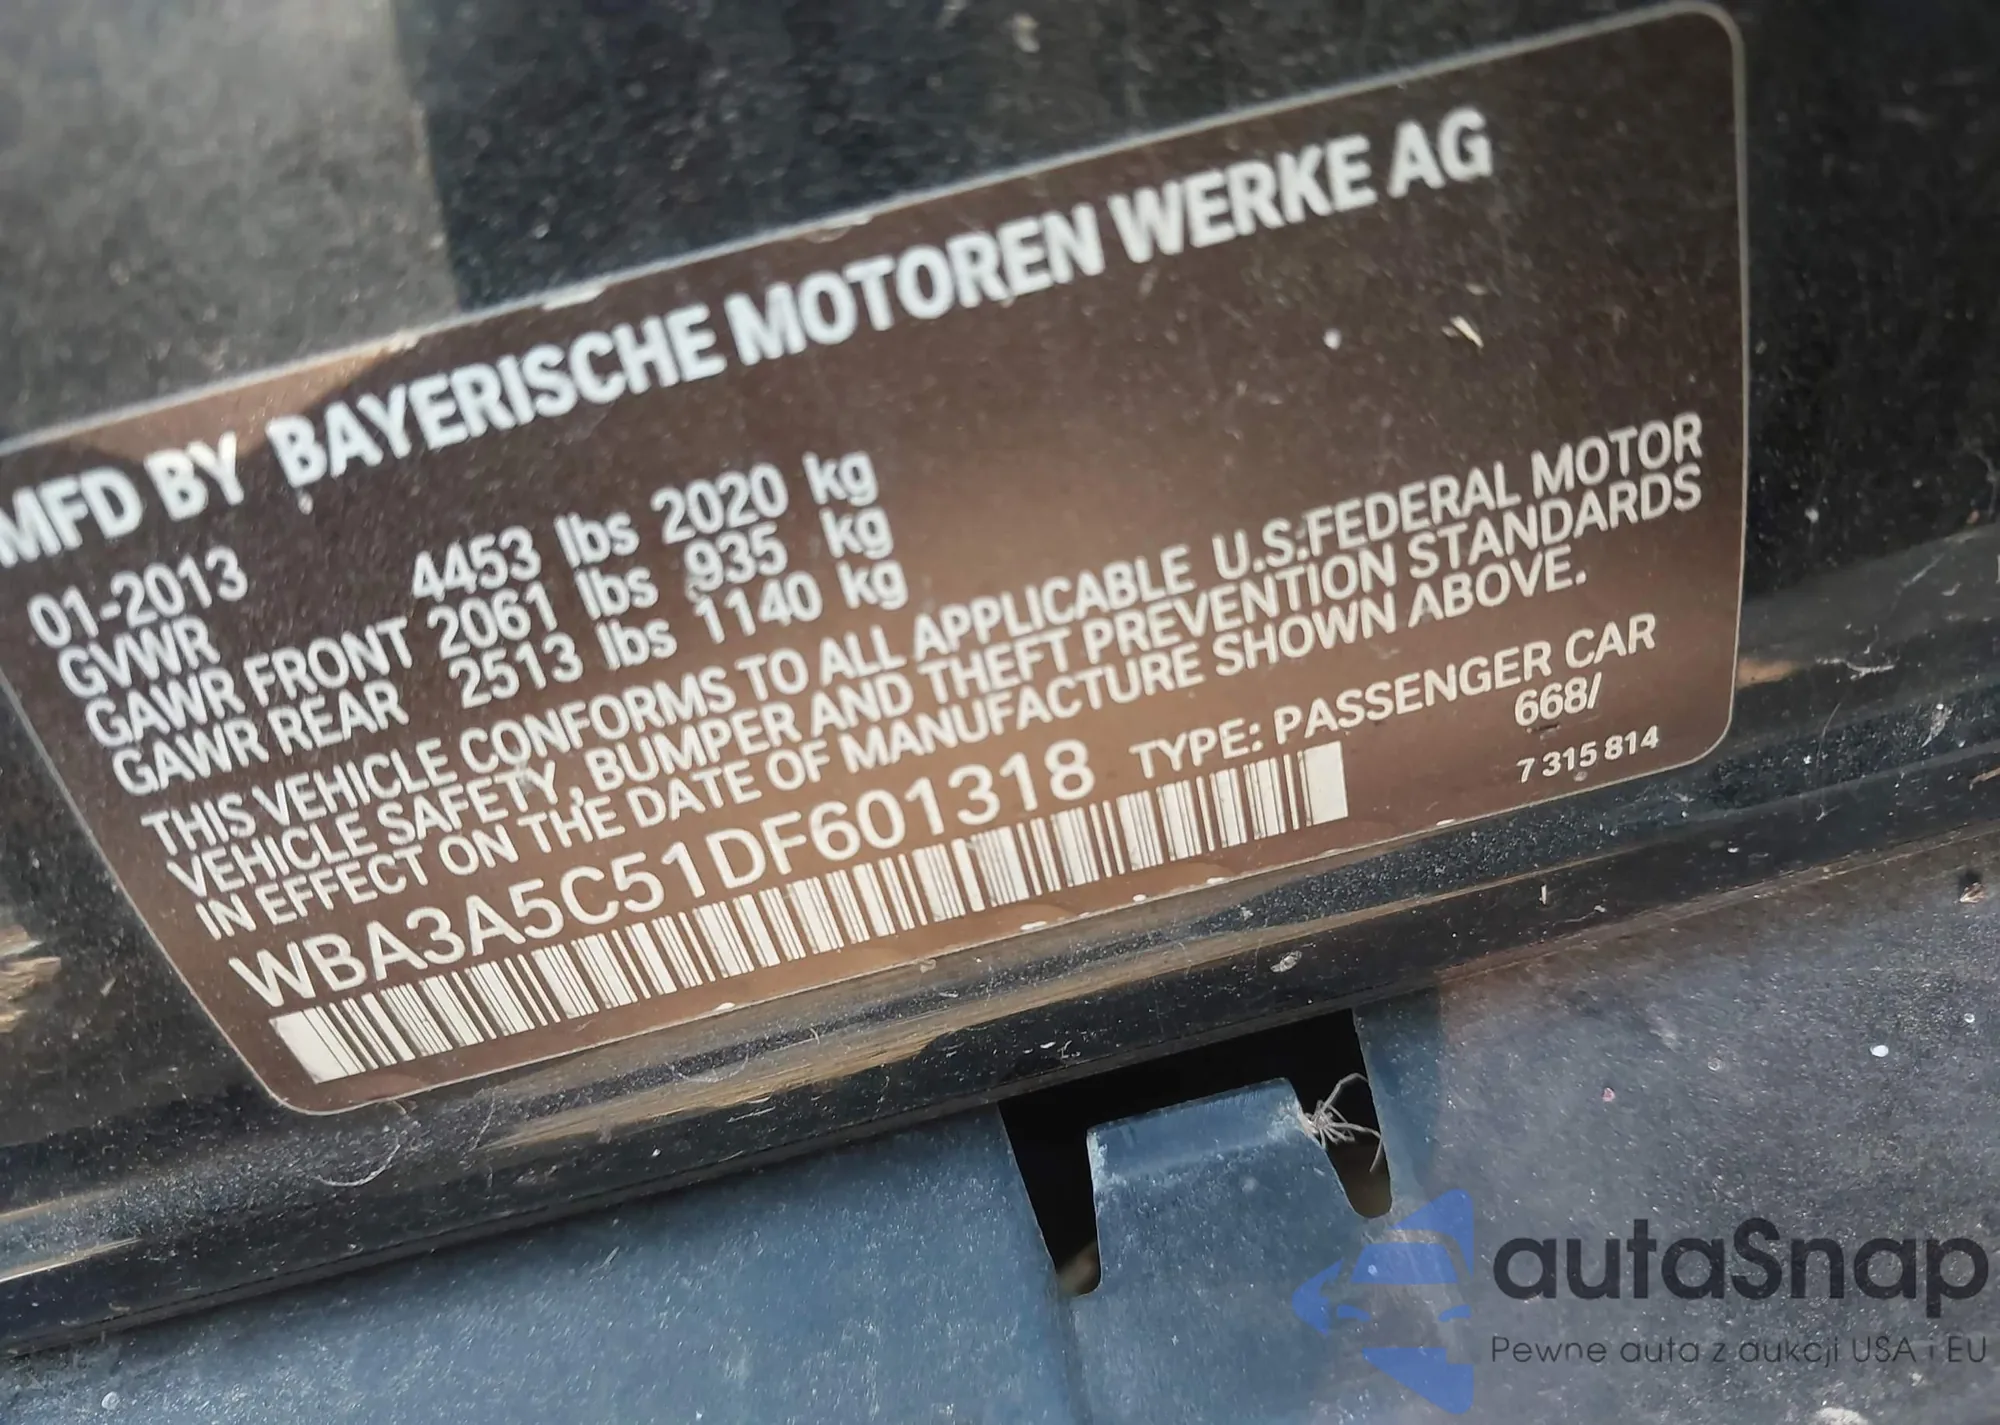 MFD BY BAYERISCHE MOTOREN WERKE AG
01-2013
GVWR 4453 lbs 2020 kg
GAWR FRONT 2061 lbs 935 kg
GAWR REAR 2513 lbs 1140 kg
THIS VEHICLE CONFORMS TO ALL APPLICABLE U.S.FEDERAL MOTOR
VEHICLE SAFETY, BUMPER AND THEFT PREVENTION STANDARDS
IN EFFECT ON THE DATE OF MANUFACTURE SHOWN ABOVE.
WBA3A5C51DF601318 TYPE: PASSENGER CAR
668/
7 315 814
autaSnap
Pewne auta z aukcji USA i EU